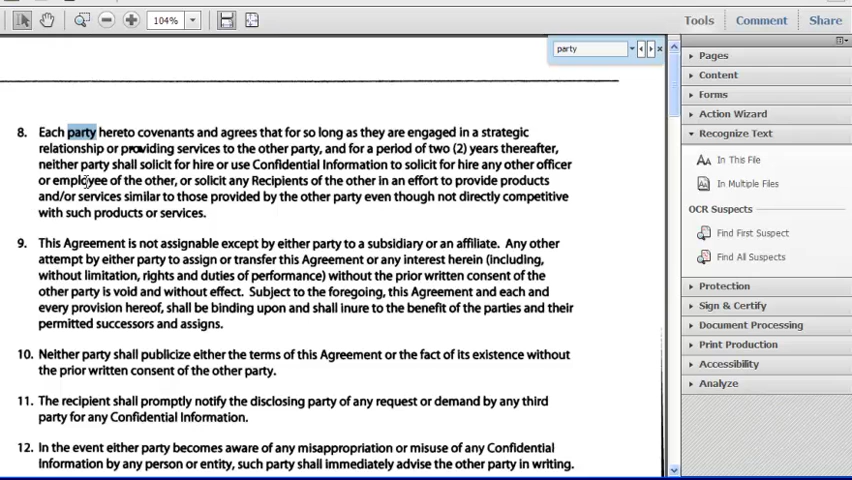 104%
Tools
Comment
Share
party
Pages
Content
Forms
Action Wizard
Recognize Text
In This File
In Multiple Files
OCR Suspects
Find First Suspect
Find All Suspects
Protection
Sign & Certify
Document Processing
Print Production
Accessibility
Analyze
8. Each party hereto covenants and agrees that for so long as they are engaged in a strategic
relationship or providing services to the other party, and for a period of two (2) years thereafter,
neither party shall solicit for hire or use Confidential Information to solicit for hire any other officer
or employee of the other, or solicit any Recipients of the other in an effort to provide products
and/or services similar to those provided by the other party even though not directly competitive
with such products or services.
9. This Agreement is not assignable except by either party to a subsidiary or an affiliate. Any other
attempt by either party to assign or transfer this Agreement or any interest herein (including,
without limitation, rights and duties of performance) without the prior written consent of the
other party is void and without effect. Subject to the foregoing, this Agreement and each and
every provision hereof, shall be binding upon and shall inure to the benefit of the parties and their
permitted successors and assigns.
10. Neither party shall publicize either the terms of this Agreement or the fact of its existence without
the prior written consent of the other party.
11. The recipient shall promptly notify the disclosing party of any request or demand by any third
party for any Confidential Information.
12. In the event either party becomes aware of any misappropriation or misuse of any Confidential
Information by any person or entity, such party shall immediately advise the other party in writing.